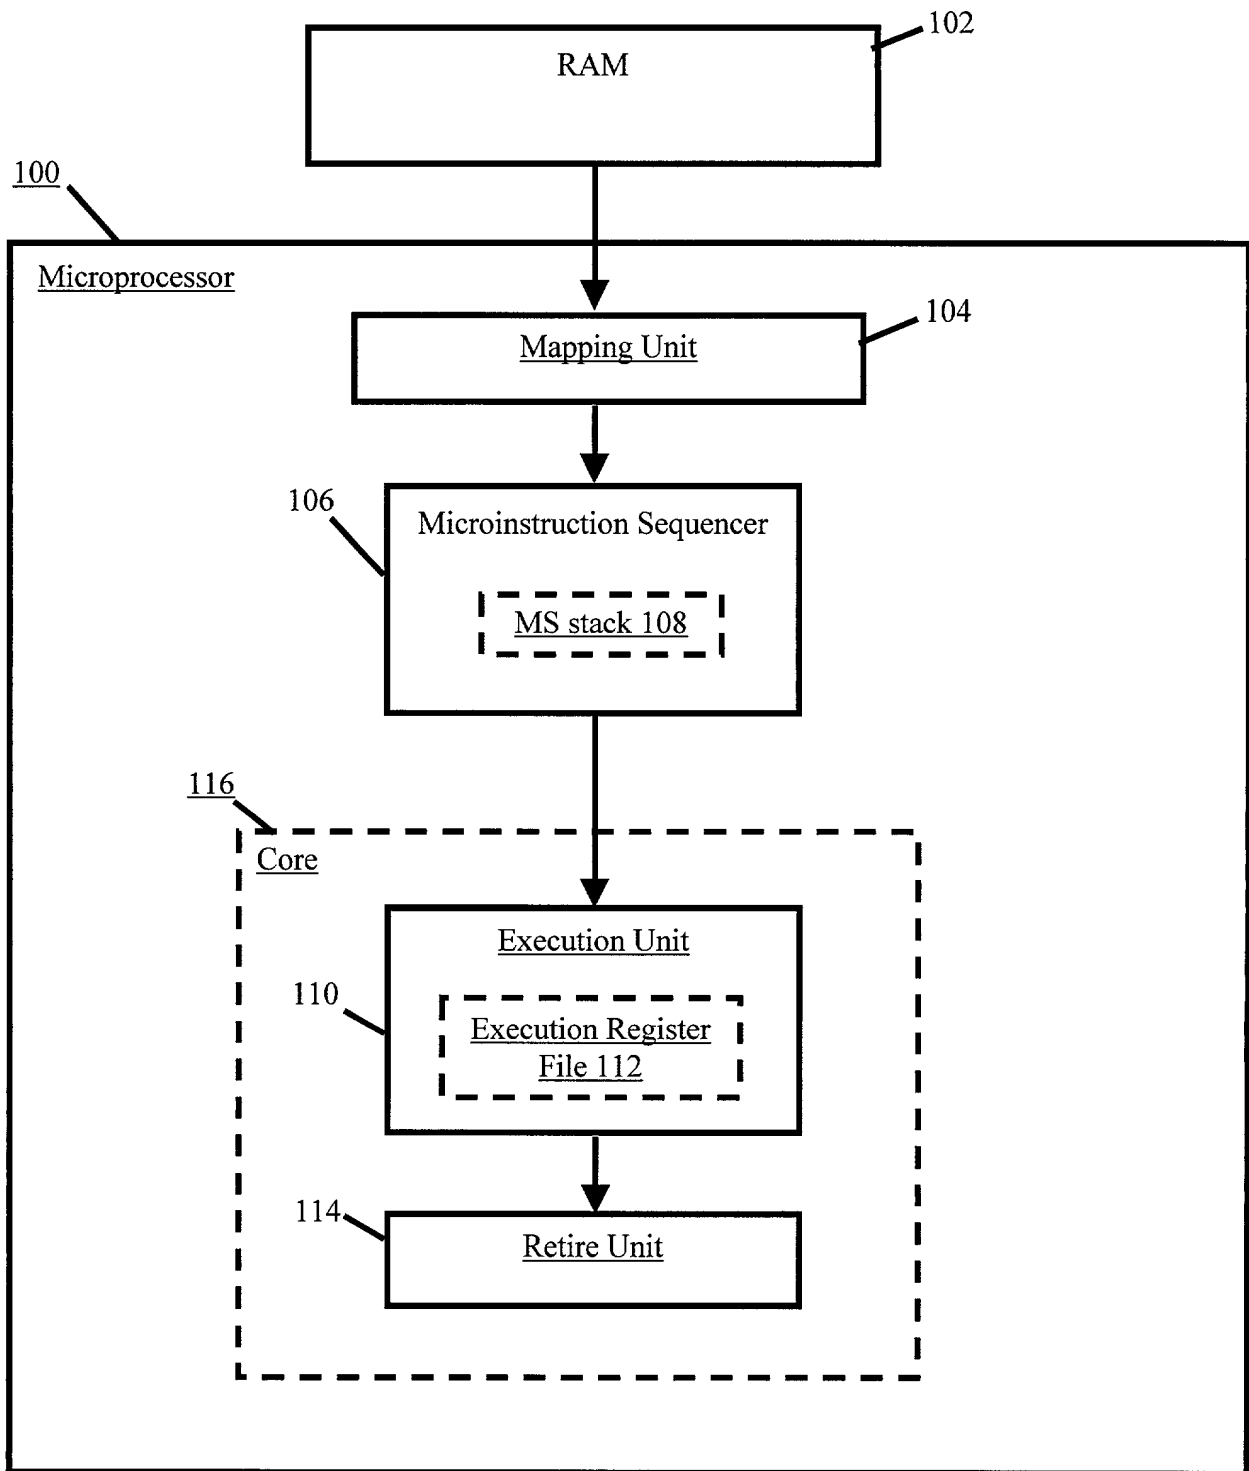 102
RAM
100
Microprocessor
104
Mapping Unit
106
Microinstruction Sequencer
MS stack 108
116
Core
Execution Unit
110
Execution Register
File 112
114
Retire Unit